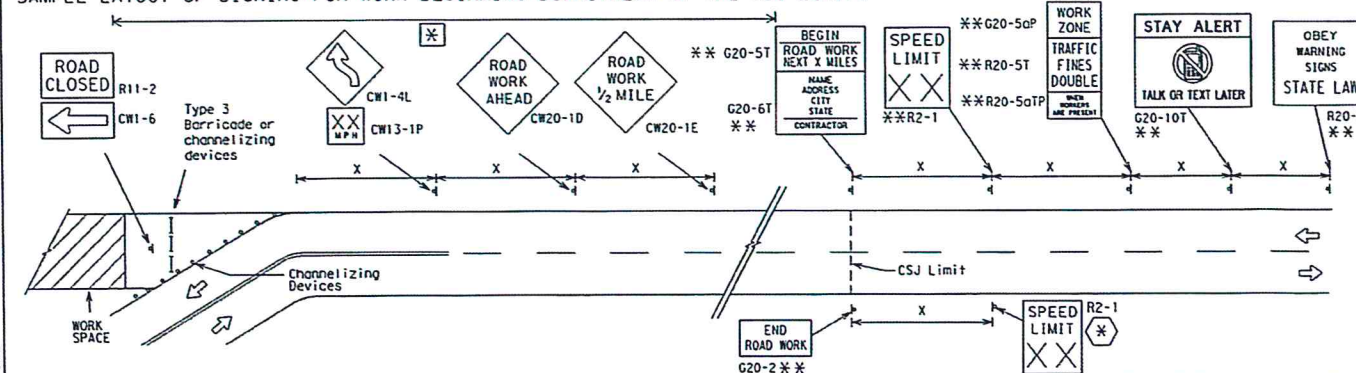 ROAD
CLOSED
R11-2
CW1-6
Type 3
Barricade or
channelizing
devices
CW1-4L
XX
MPH
CW13-1P
*
ROAD
WORK
AHEAD
CW20-1D
ROAD
WORK
1/2 MILE
CW20-1E
** G20-5T
BEGIN
ROAD WORK
NEXT X MILES
G20-6T
**
NAME
ADDRESS
CITY
STATE
CONTRACTOR
SPEED
LIMIT
XX
**R2-1
**G20-5aP
WORK
ZONE
**R20-5T
TRAFFIC
FINES
DOUBLE
**R20-5aTP
WHEN
WORKERS
ARE PRESENT
STAY ALERT
TALK OR TEXT LATER
G20-10T
**
OBEY
WARNING
SIGNS
STATE LAW
R20-
**
X
X
X
X
X
X
X
Channelizing
Devices
WORK
SPACE
CSJ Limit
X
END
ROAD WORK
G20-2 **
SPEED
LIMIT
XX
R2-1
*